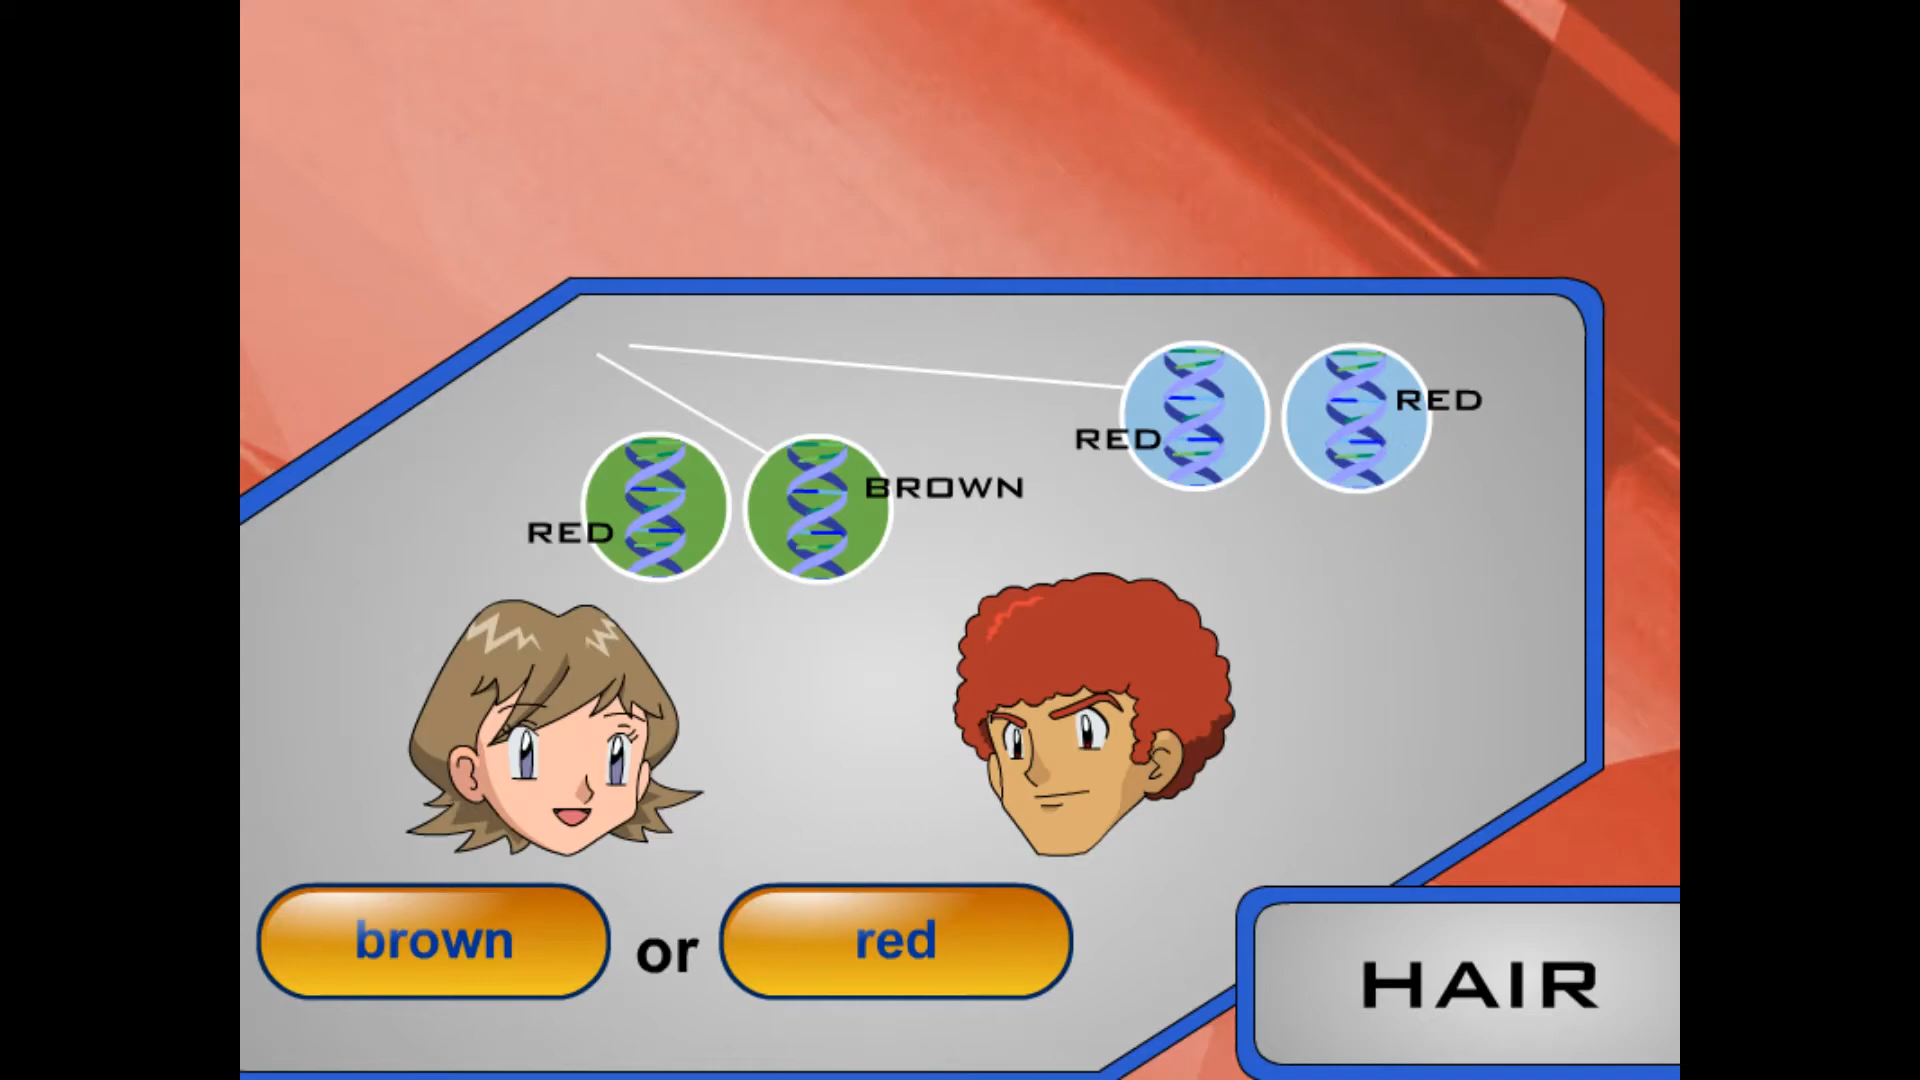 RED
RED
BROWN
RED
brown or red
HAIR